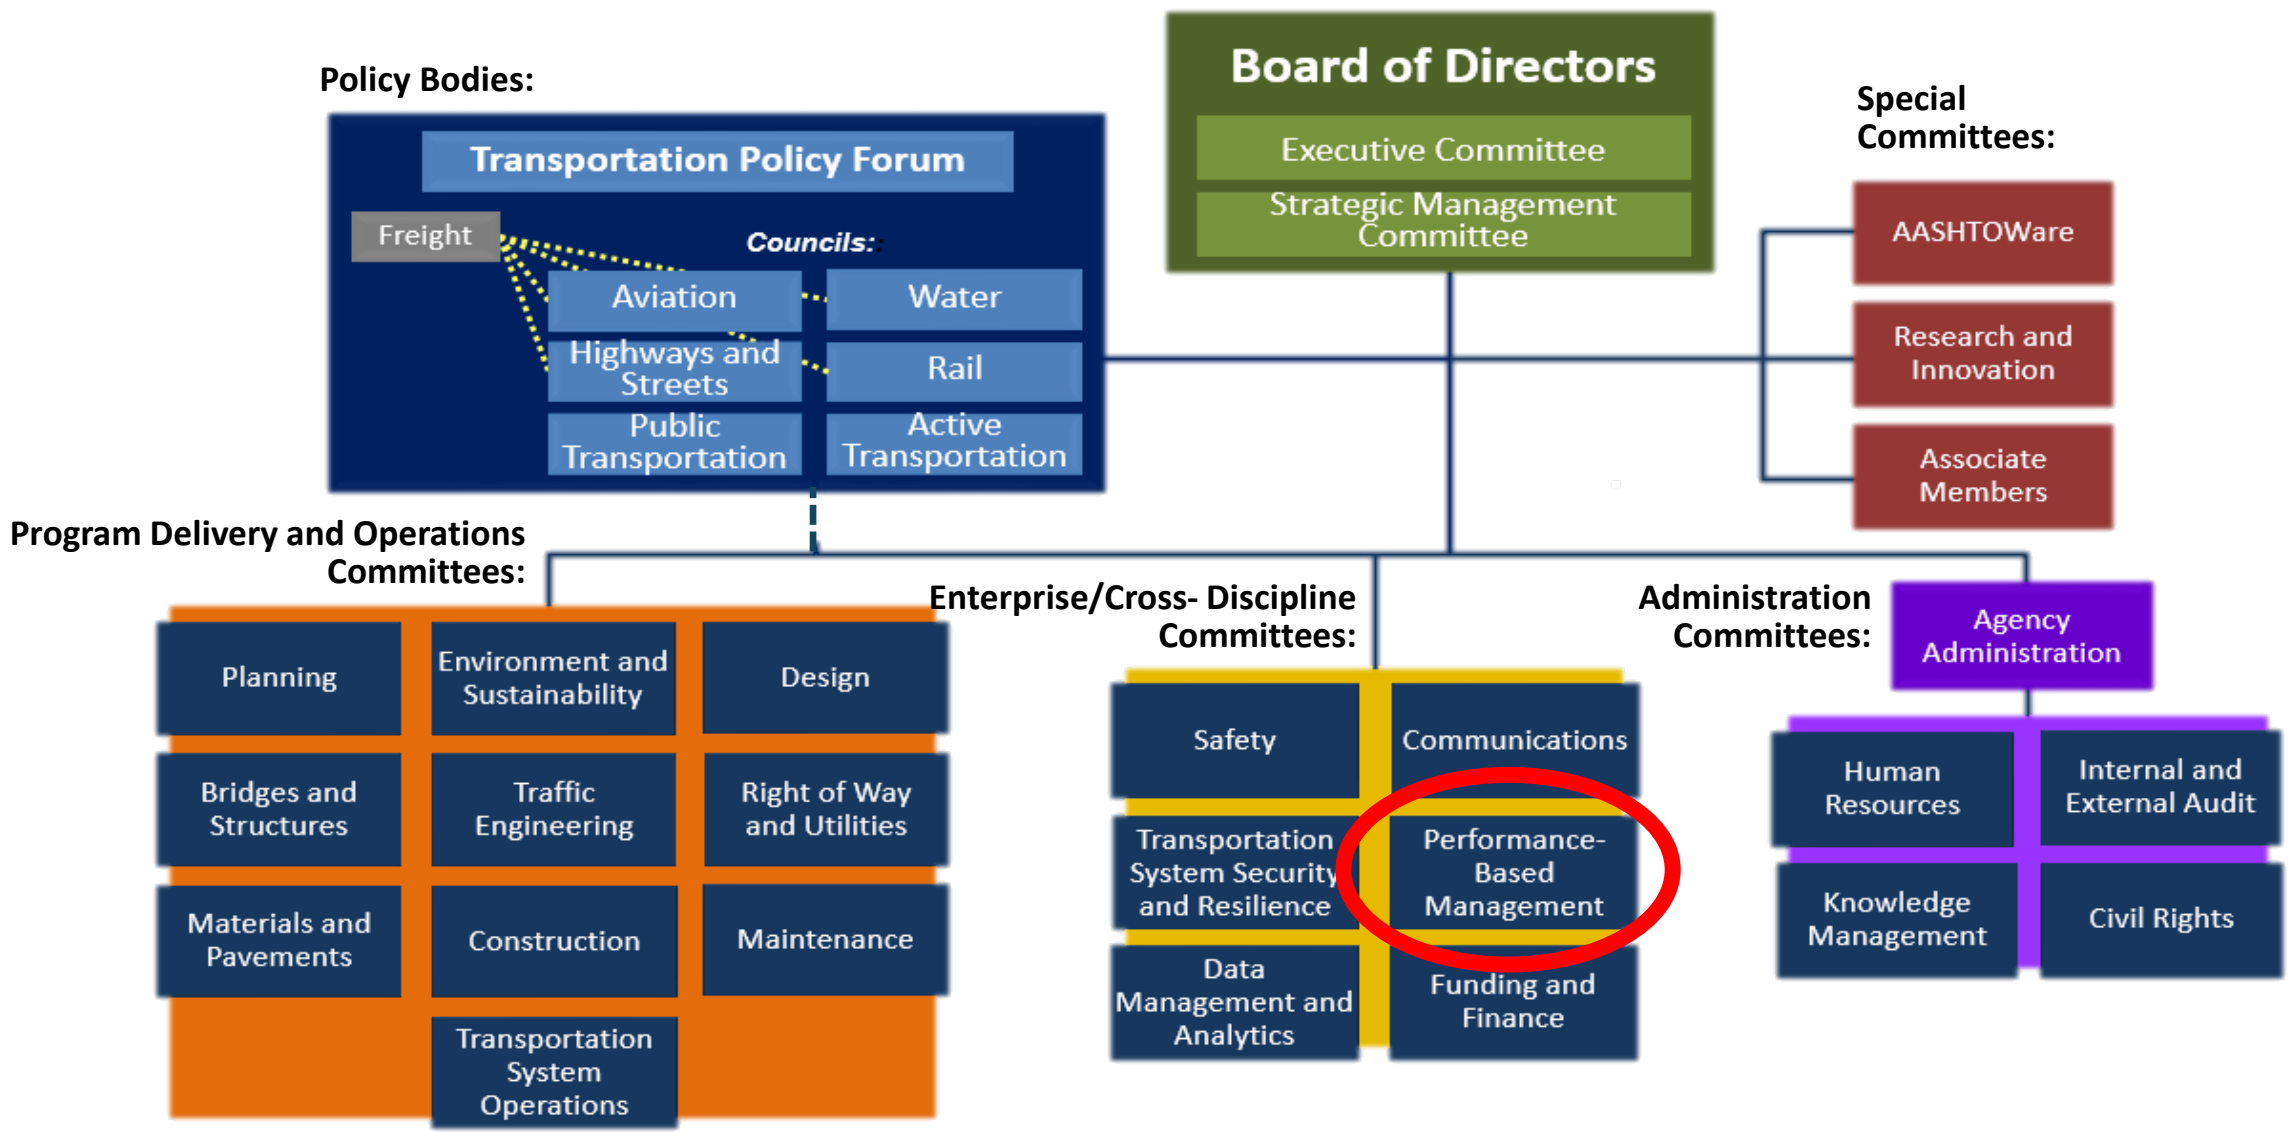 Board of Directors
Executive Committee
Strategic Management
Committee
Policy Bodies:
Transportation Policy Forum
Freight
Councils:
Aviation
Water
Highways and
Streets
Rail
Public
Transportation
Active
Transportation
Special
Committees:
AASHTOWare
Research and
Innovation
Associate
Members
Program Delivery and Operations
Committees:
Planning
Environment and
Sustainability
Design
Bridges and
Structures
Traffic
Engineering
Right of Way
and Utilities
Materials and
Pavements
Construction
Maintenance
Transportation
System
Operations
Enterprise/Cross- Discipline
Committees:
Safety
Communications
Transportation
System Security
and Resilience
Performance-
Based
Management
Data
Management and
Analytics
Funding and
Finance
Administration
Committees:
Agency
Administration
Human
Resources
Internal and
External Audit
Knowledge
Management
Civil Rights